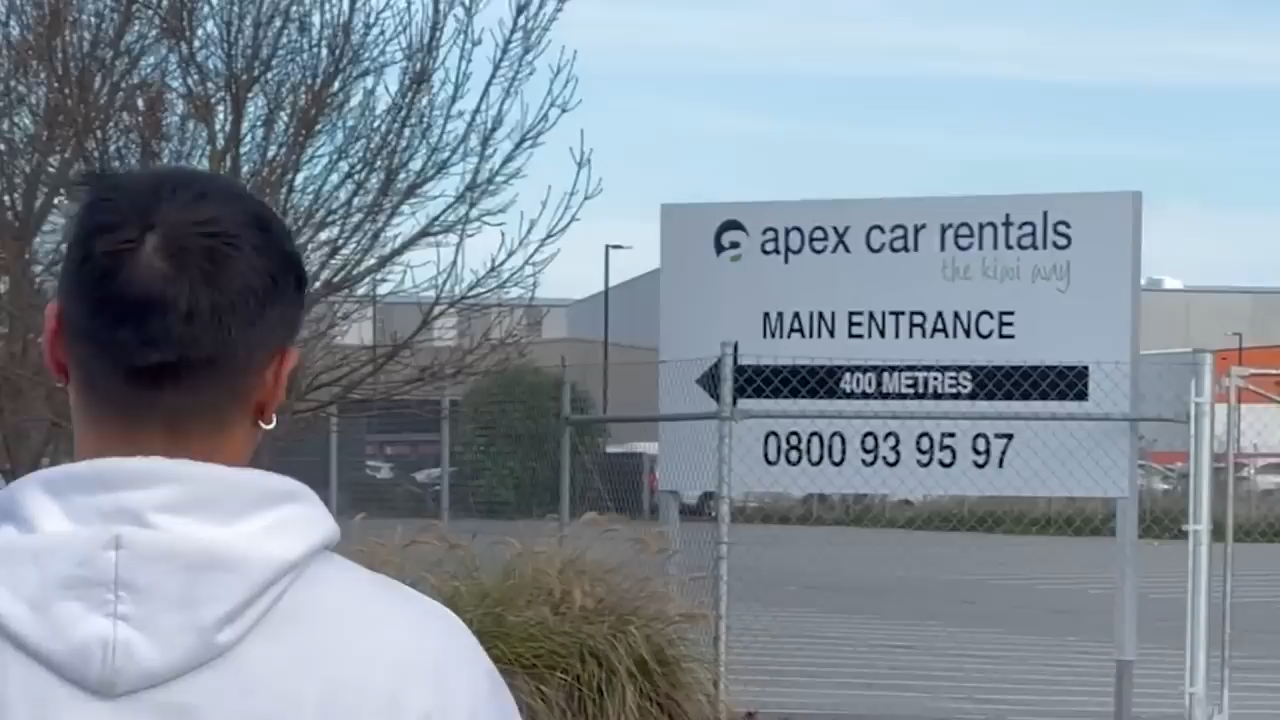 apex car rentals
the kiwi way
MAIN ENTRANCE
400 METRES
0800 93 95 97